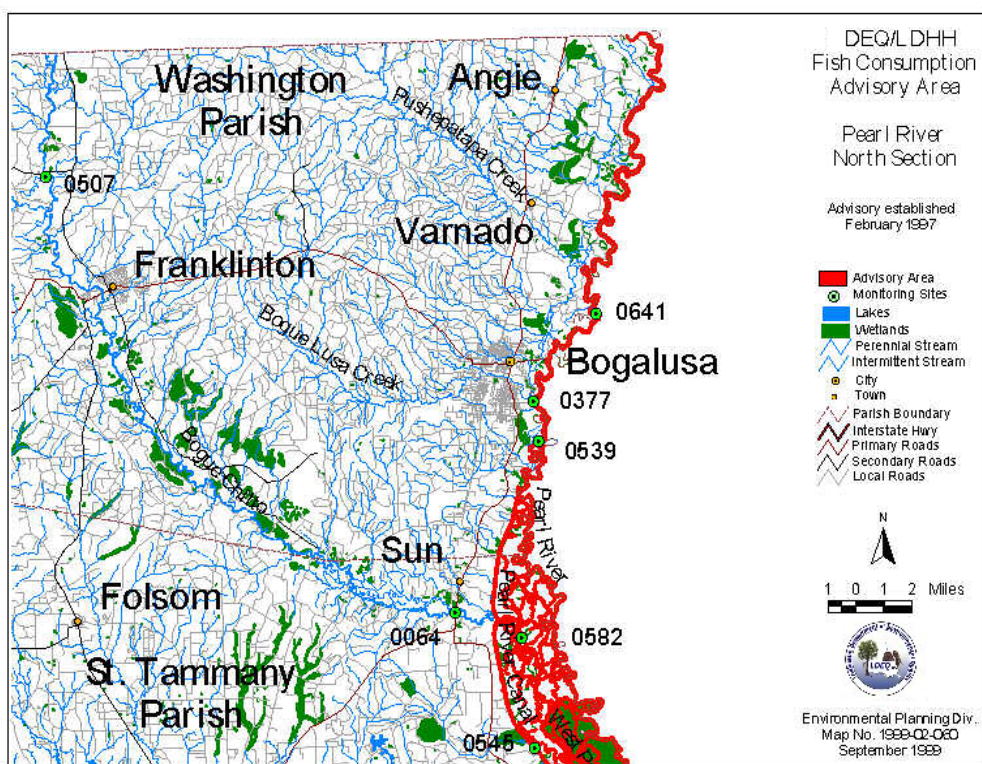 DEQ/LDHH
Fish Consumption
Advisory Area
Pearl River
North Section
Advisory established
February 1997
Advisory Area
Monitoring Sites
Lakes
Wetlands
Perennial Stream
Intermittent Stream
City
Town
Parish Boundary
Interstate Hwy
Primary Roads
Secondary Roads
Local Roads
N
1 0 1 2 Miles
LDEQ
Environmental Planning Div.
Map No. 1999-02-060
September 1999
Washington
Parish
Angie
Pushepatapa Creek
0507
Varnado
Franklinton
0641
Bogue Lusa Creek
Bogalusa
0377
0539
Bogue Chitto
Pearl River
Sun
Folsom
0064
Pearl River Canal
0582
St. Tammany
Parish
West P
0545